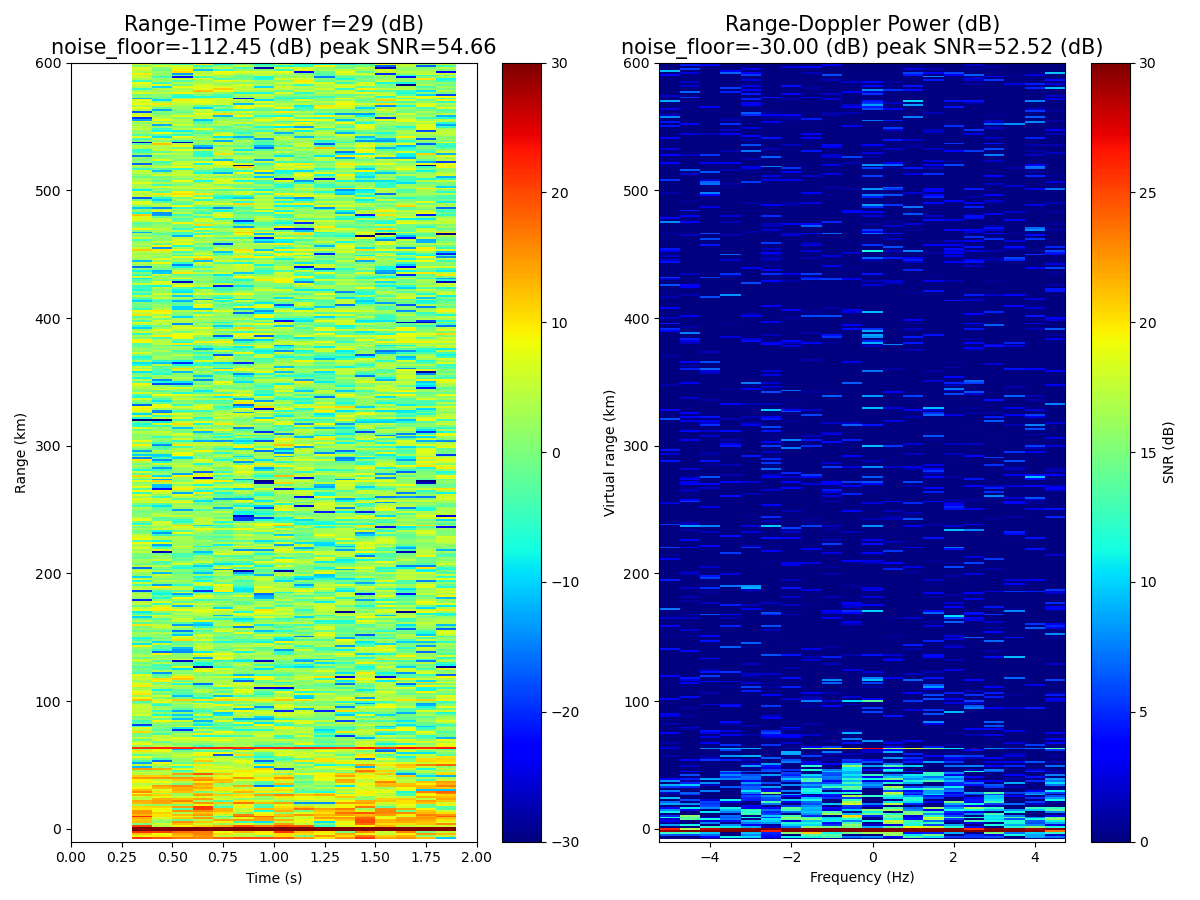 Range-Time Power f=29 (dB)
noise_floor=-112.45 (dB) peak SNR=54.66
Range (km)
600
500
400
300
200
100
0
0.00 0.25 0.50 0.75 1.00 1.25 1.50 1.75 2.00
Time (s)
30
20
10
0
−10
−20
−30
Range-Doppler Power (dB)
noise_floor=-30.00 (dB) peak SNR=52.52 (dB)
Virtual range (km)
600
500
400
300
200
100
0
−4 −2 0 2 4
Frequency (Hz)
30
25
20
15
10
5
0
SNR (dB)